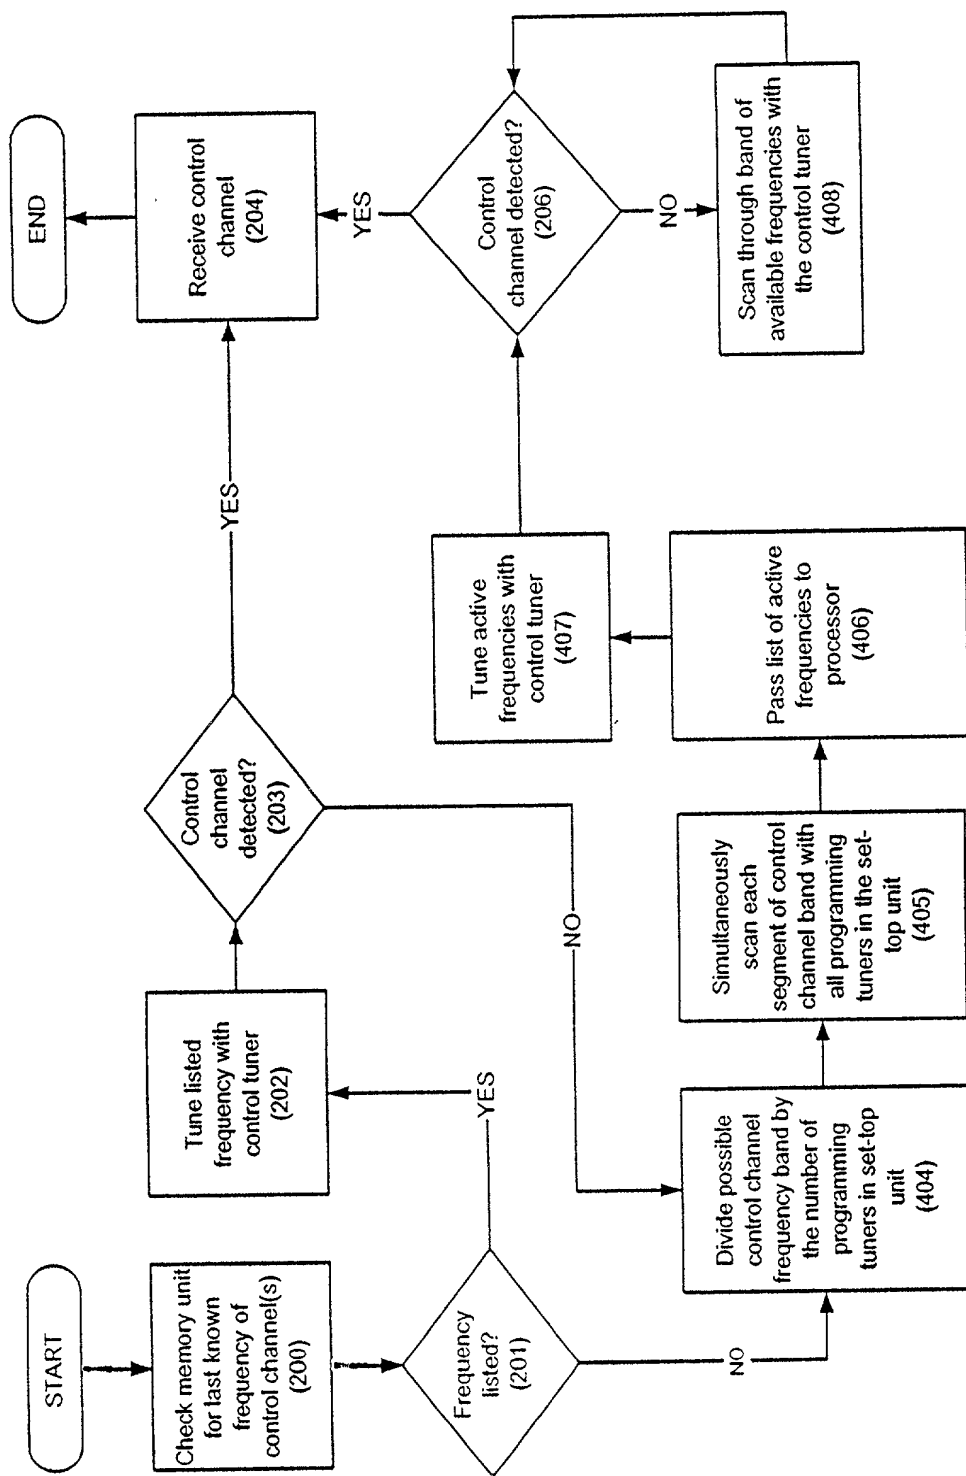 START
Check memory unit
for last known
frequency of
control channel(s)
(200)
Frequency
listed?
(201)
YES
NO
Tune listed
frequency with
control tuner
(202)
Control
channel
detected?
(203)
YES
NO
Receive control
channel
(204)
END
Divide possible
control channel
frequency band by
the number of
programming
tuners in set-top
unit
(404)
Simultaneously
scan each
segment of control
channel band with
all programming
tuners in the set-
top unit
(405)
Pass list of active
frequencies to
processor
(406)
Tune active
frequencies with
control tuner
(407)
Control
channel detected?
(206)
YES
NO
Scan through band of
available frequencies with
the control tuner
(408)